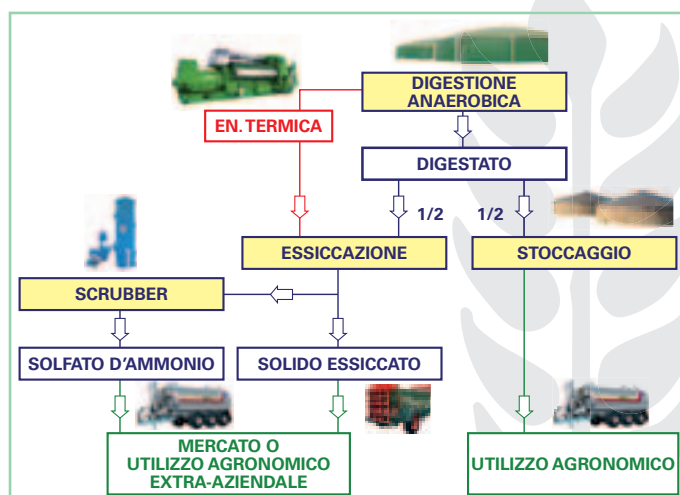 DIGESTIONE
ANAEROBICA
EN. TERMICA
DIGESTATO
1/2
1/2
ESSICCAZIONE
STOCCAGGIO
SCRUBBER
SOLFATO D'AMMONIO
SOLIDO ESSICCATO
MERCATO O
UTILIZZO AGRONOMICO
EXTRA-AZIENDALE
UTILIZZO AGRONOMICO